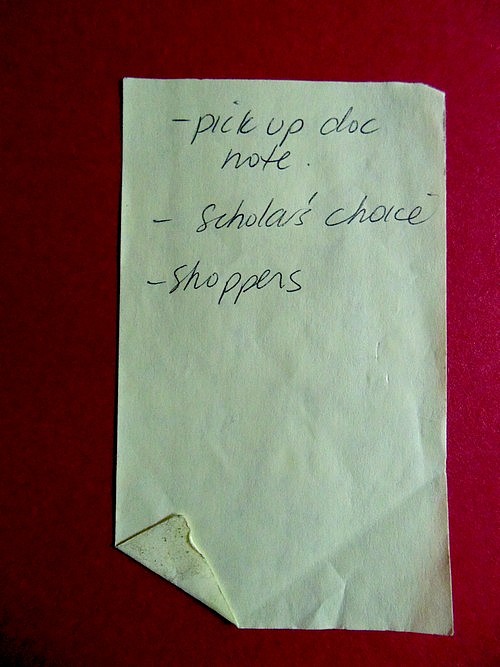 - pick up doc
note.
- Scholar's choice
- Shoppers